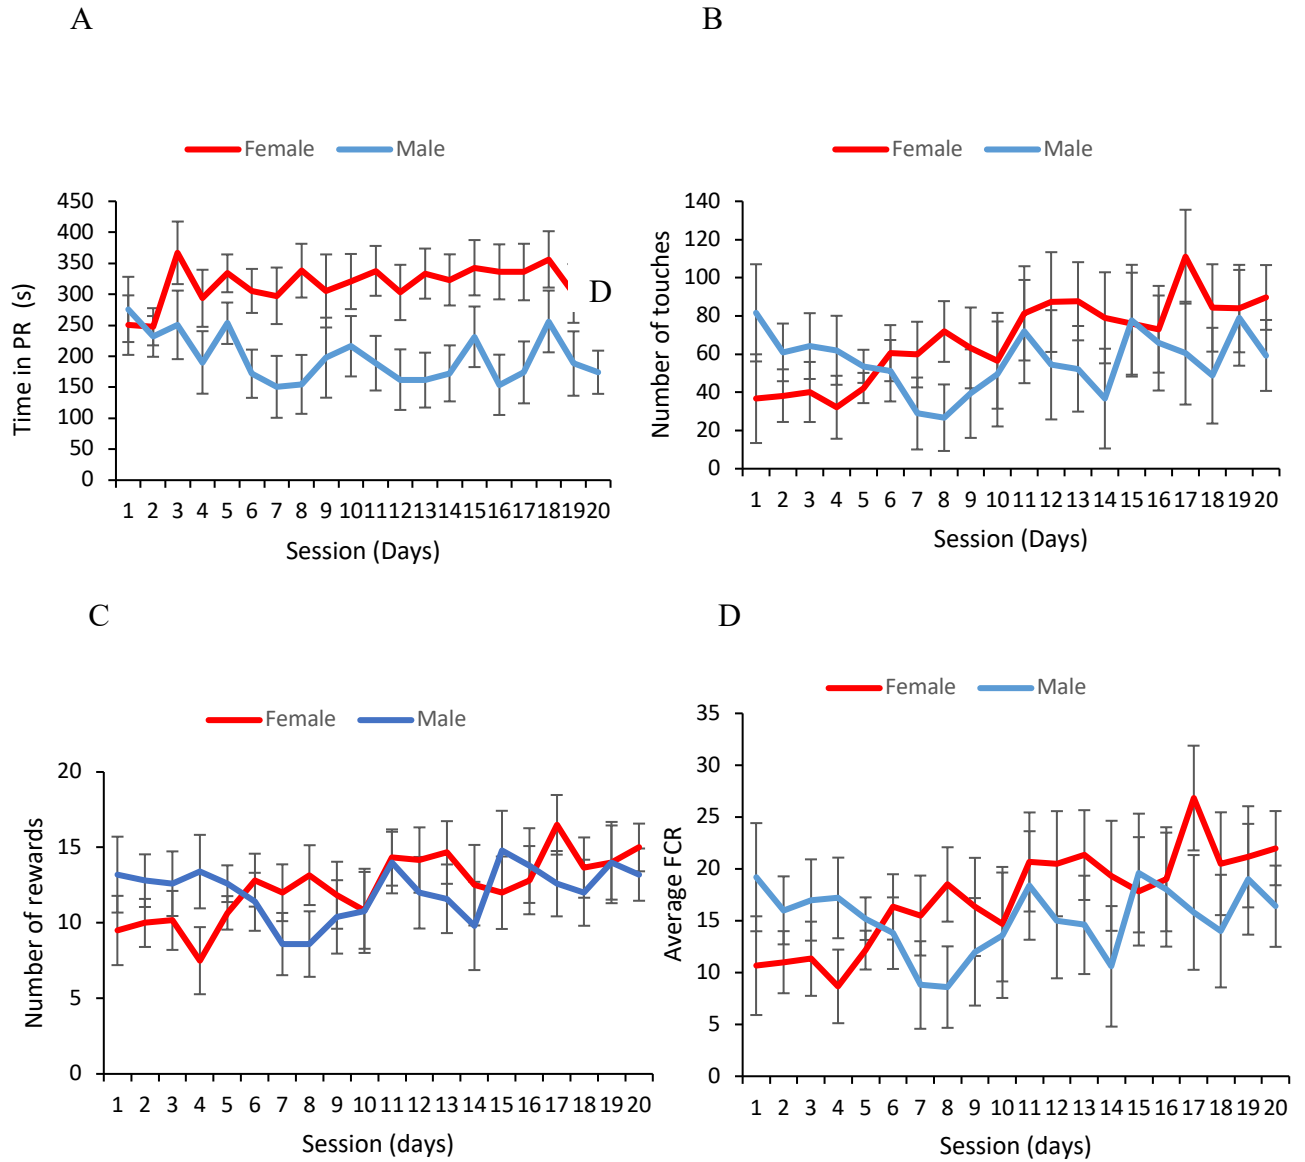 A
B
Female Male
Female Male
450
400
350
300
250
200
150
100
50
0
Time in PR (s)
D
1 2 3 4 5 6 7 8 9 10 11 12 13 14 15 16 17 18 19 20
Session (Days)
140
120
100
80
60
40
20
0
Number of touches
1 2 3 4 5 6 7 8 9 10 11 12 13 14 15 16 17 18 19 20
Session (Days)
C
D
Female Male
Female Male
20
15
10
5
0
Number of rewards
1 2 3 4 5 6 7 8 9 10 11 12 13 14 15 16 17 18 19 20
Session (days)
35
30
25
20
15
10
5
0
Average FCR
1 2 3 4 5 6 7 8 9 10 11 12 13 14 15 16 17 18 19 20
Session (days)